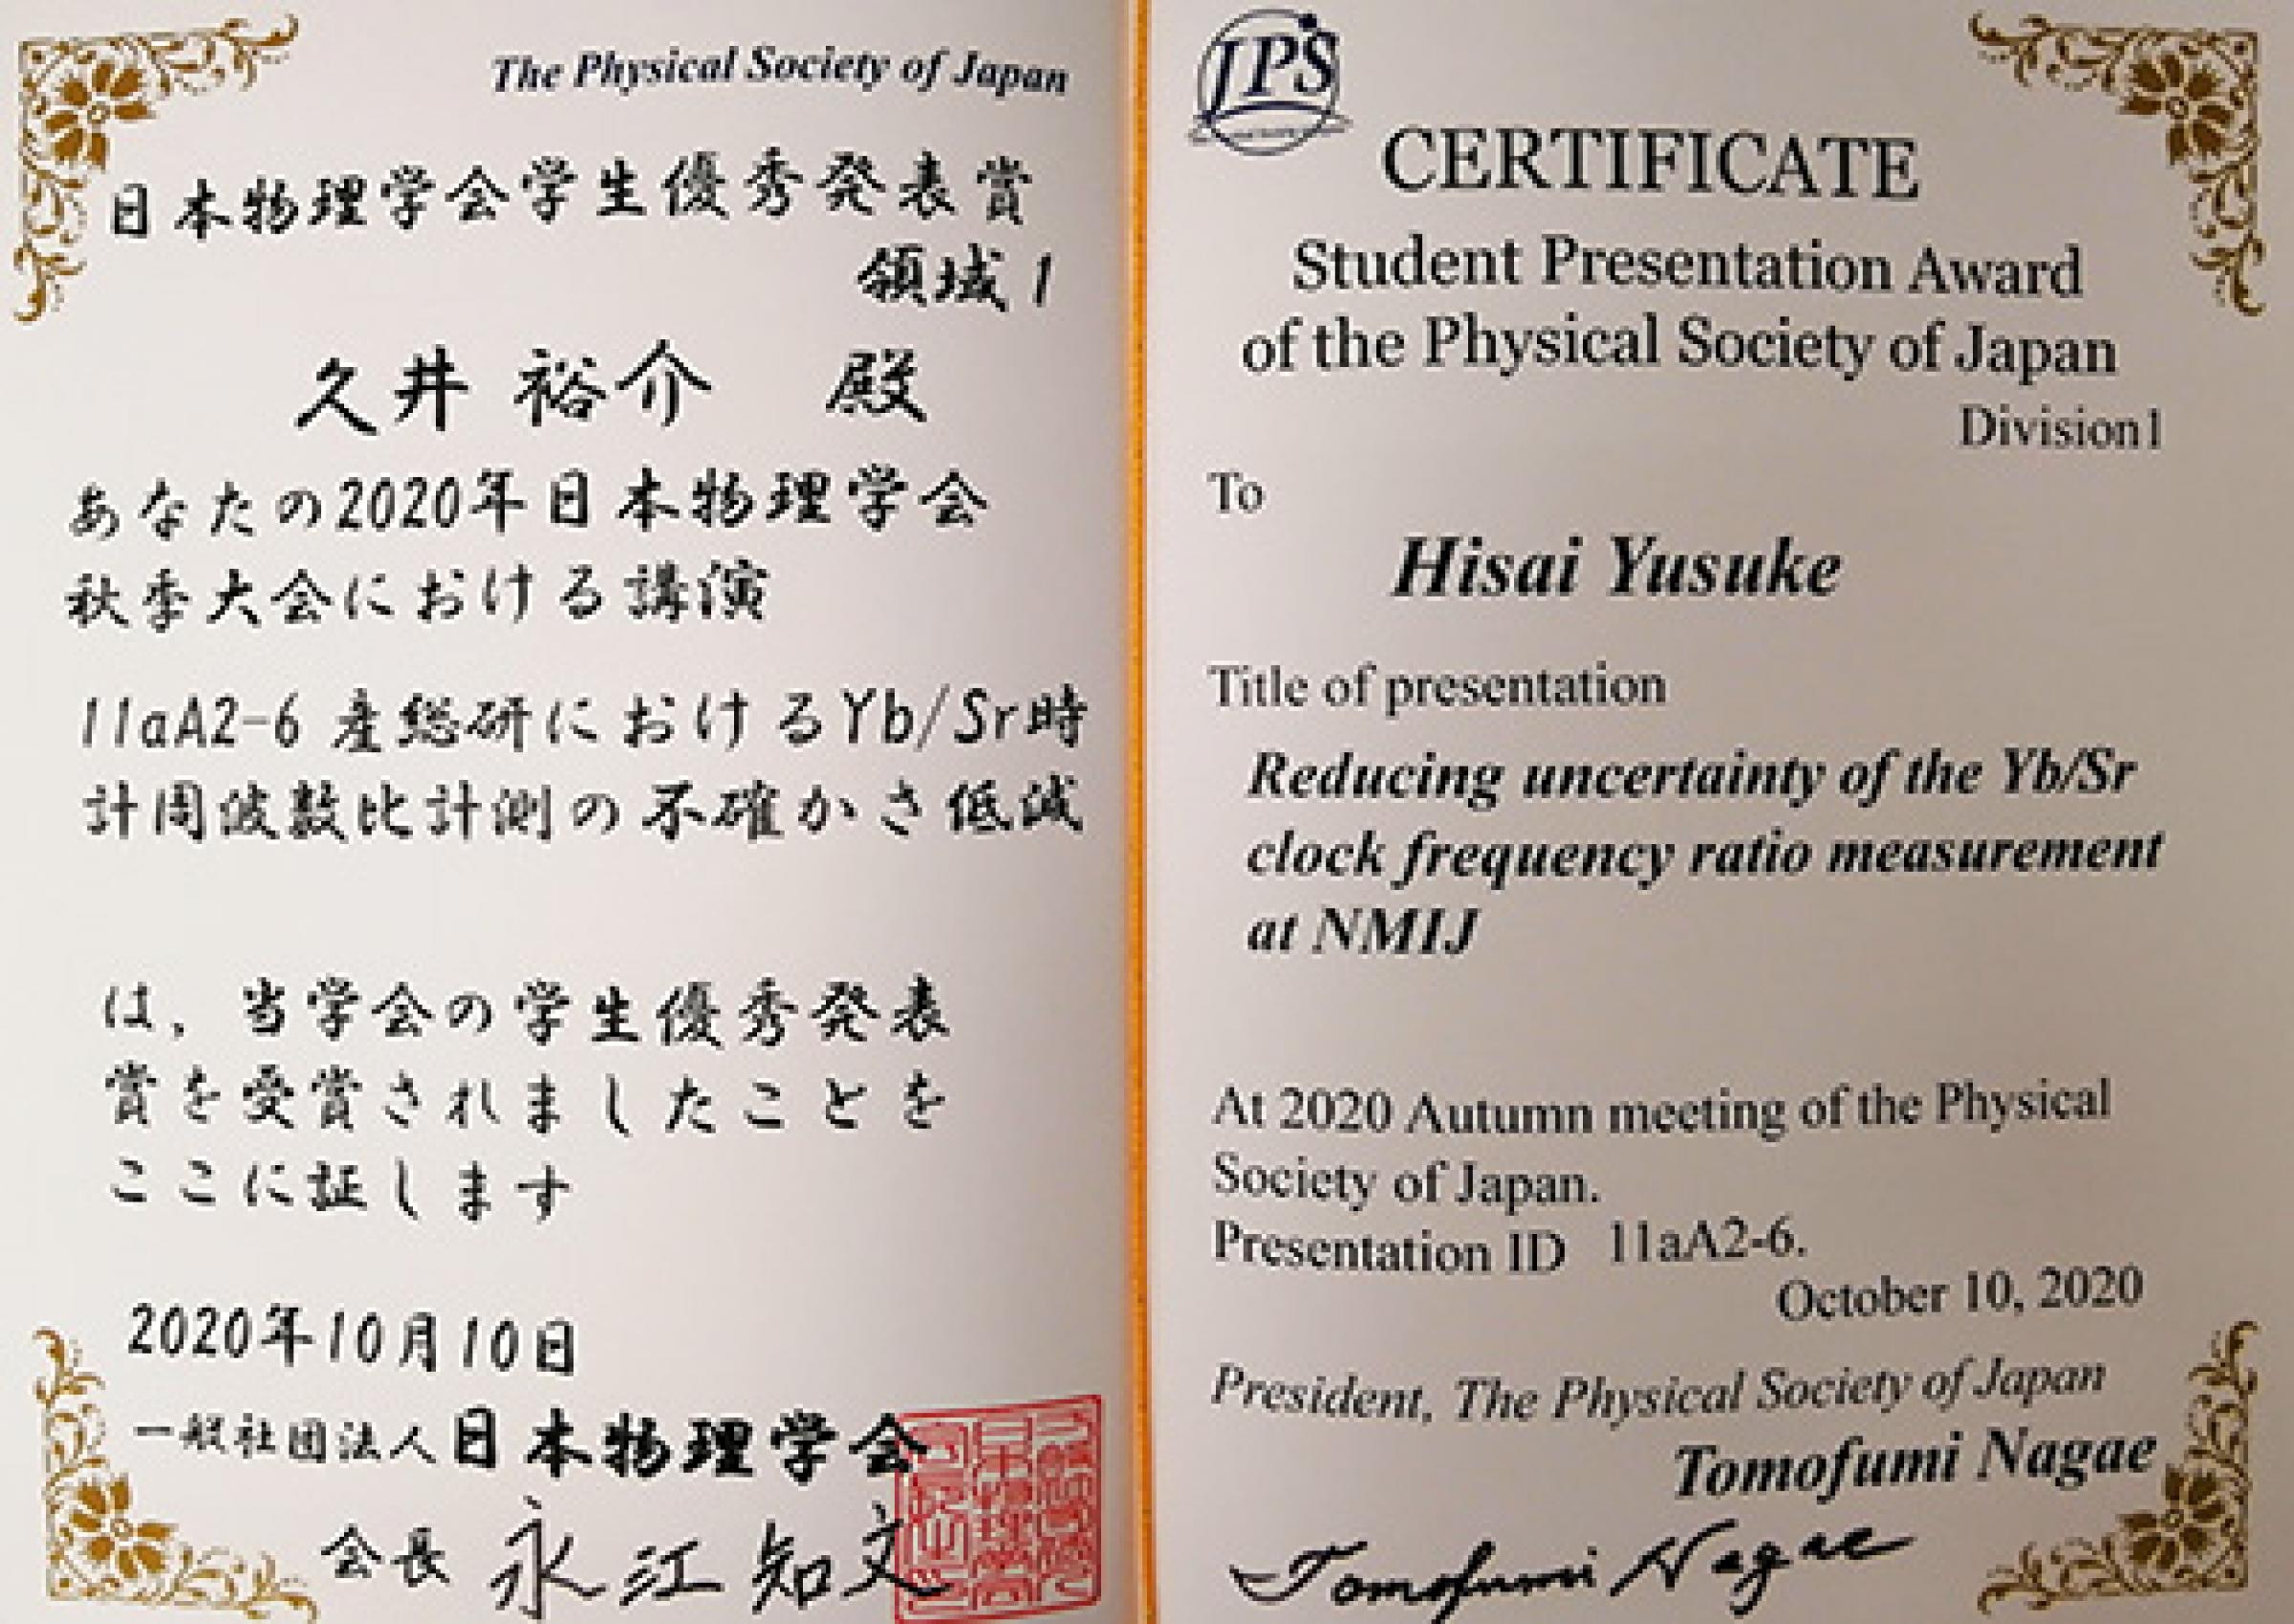 The Physical Society of Japan
日本物理学会学生優秀発表賞
領域1
久井 裕介 殿
あなたの2020年日本物理学会
秋季大会における講演
11aA2-6 産総研におけるYb/Sr時
計周波数比計測の不確かさ低減
は，当学会の学生優秀発表
賞を受賞されましたことを
ここに証します
2020年10月10日
一般社団法人日本物理学会
会長 永江 知文
JPS
CERTIFICATE
Student Presentation Award
of the Physical Society of Japan
Division1
To
Hisai Yusuke
Title of presentation
Reducing uncertainty of the Yb/Sr
clock frequency ratio measurement
at NMIJ
At 2020 Autumn meeting of the Physical
Society of Japan.
Presentation ID 11aA2-6.
October 10, 2020
President, The Physical Society of Japan
Tomofumi Nagae
Tomofumi Nagae